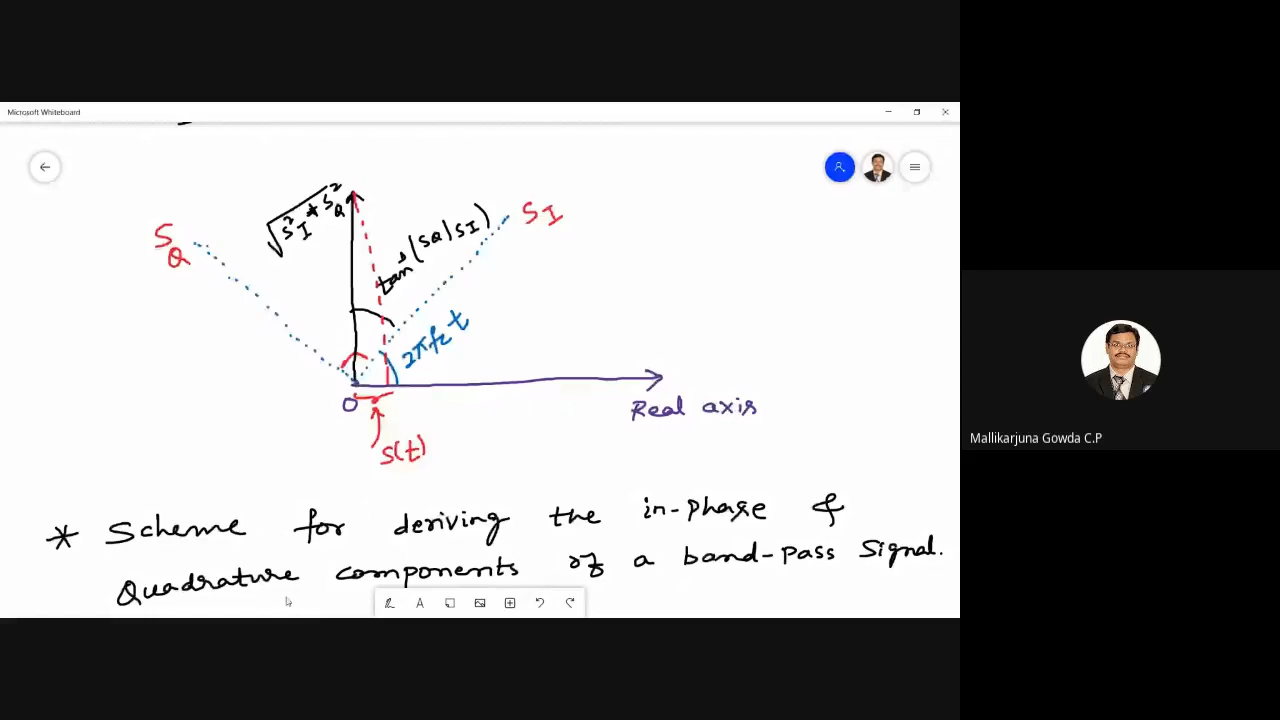 Microsoft Whiteboard
√S²I + S²Q
tan⁻¹(SQ|SI)
SI
SQ
2πfct
O
Real axis
S(t)
* Scheme for deriving the in-phase &
Quadrature components of a band-pass signal.
A
Mallikarjuna Gowda C.P